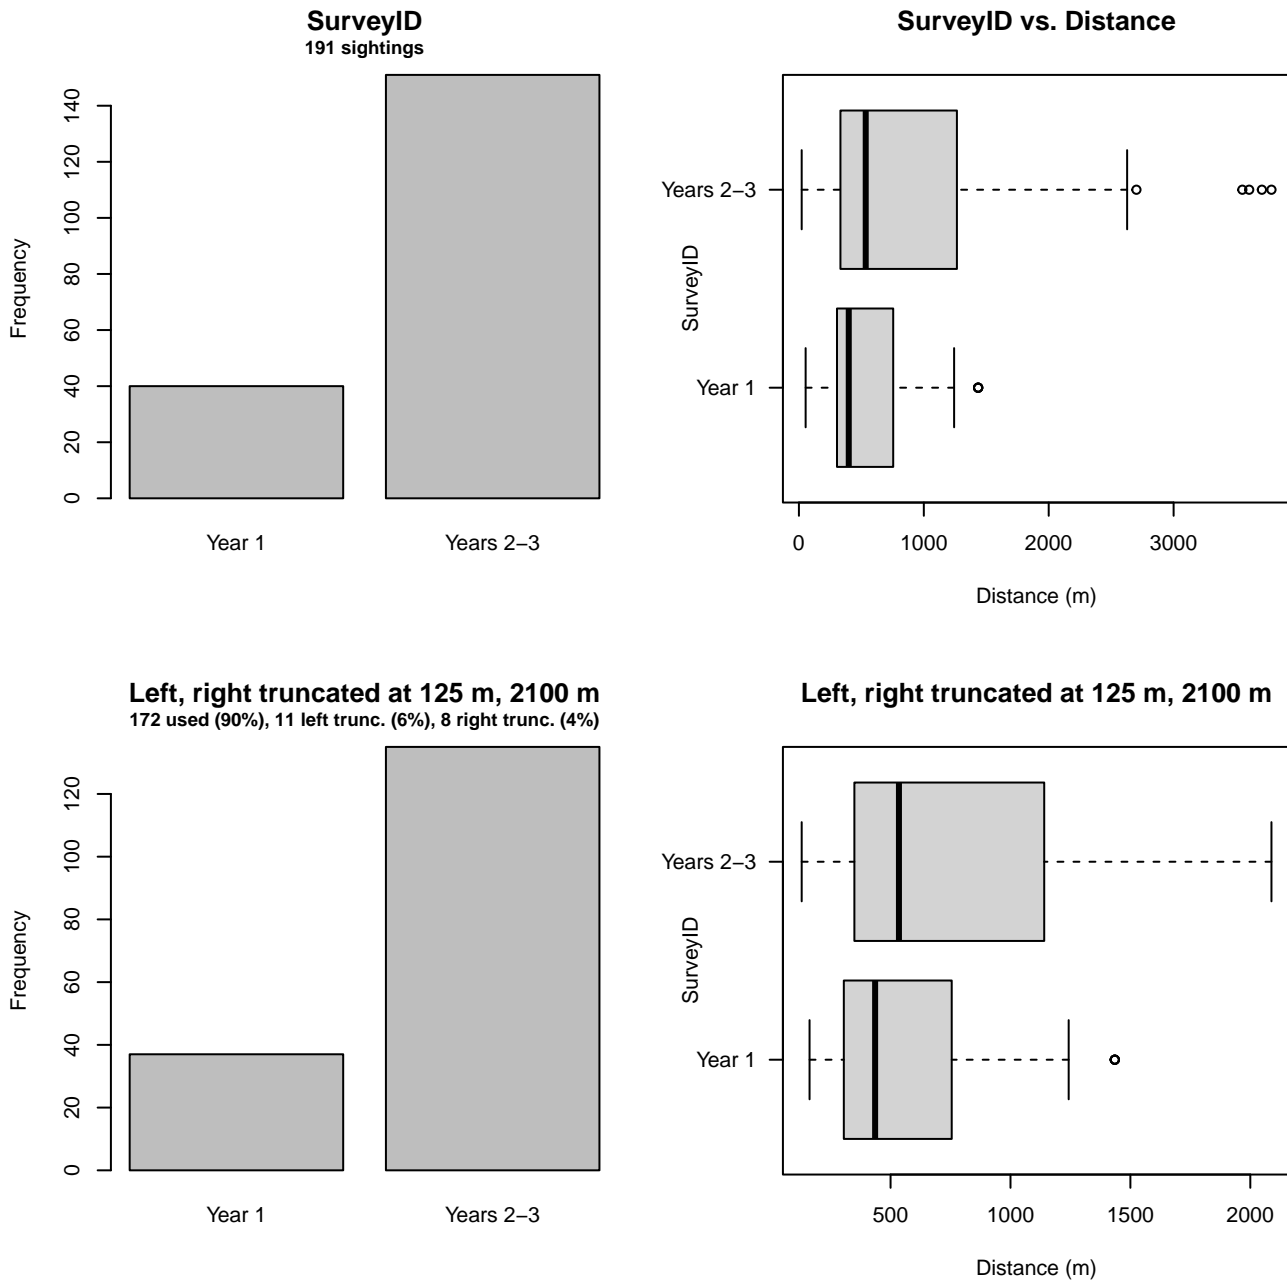 SurveyID
191 sightings
Frequency
0
20
40
60
80
100
120
140
Year 1
Years 2–3
SurveyID vs. Distance
SurveyID
Years 2–3
Year 1
0
1000
2000
3000
Distance (m)
Left, right truncated at 125 m, 2100 m
172 used (90%), 11 left trunc. (6%), 8 right trunc. (4%)
Frequency
0
20
40
60
80
100
120
Year 1
Years 2–3
Left, right truncated at 125 m, 2100 m
SurveyID
Years 2–3
Year 1
500
1000
1500
2000
Distance (m)